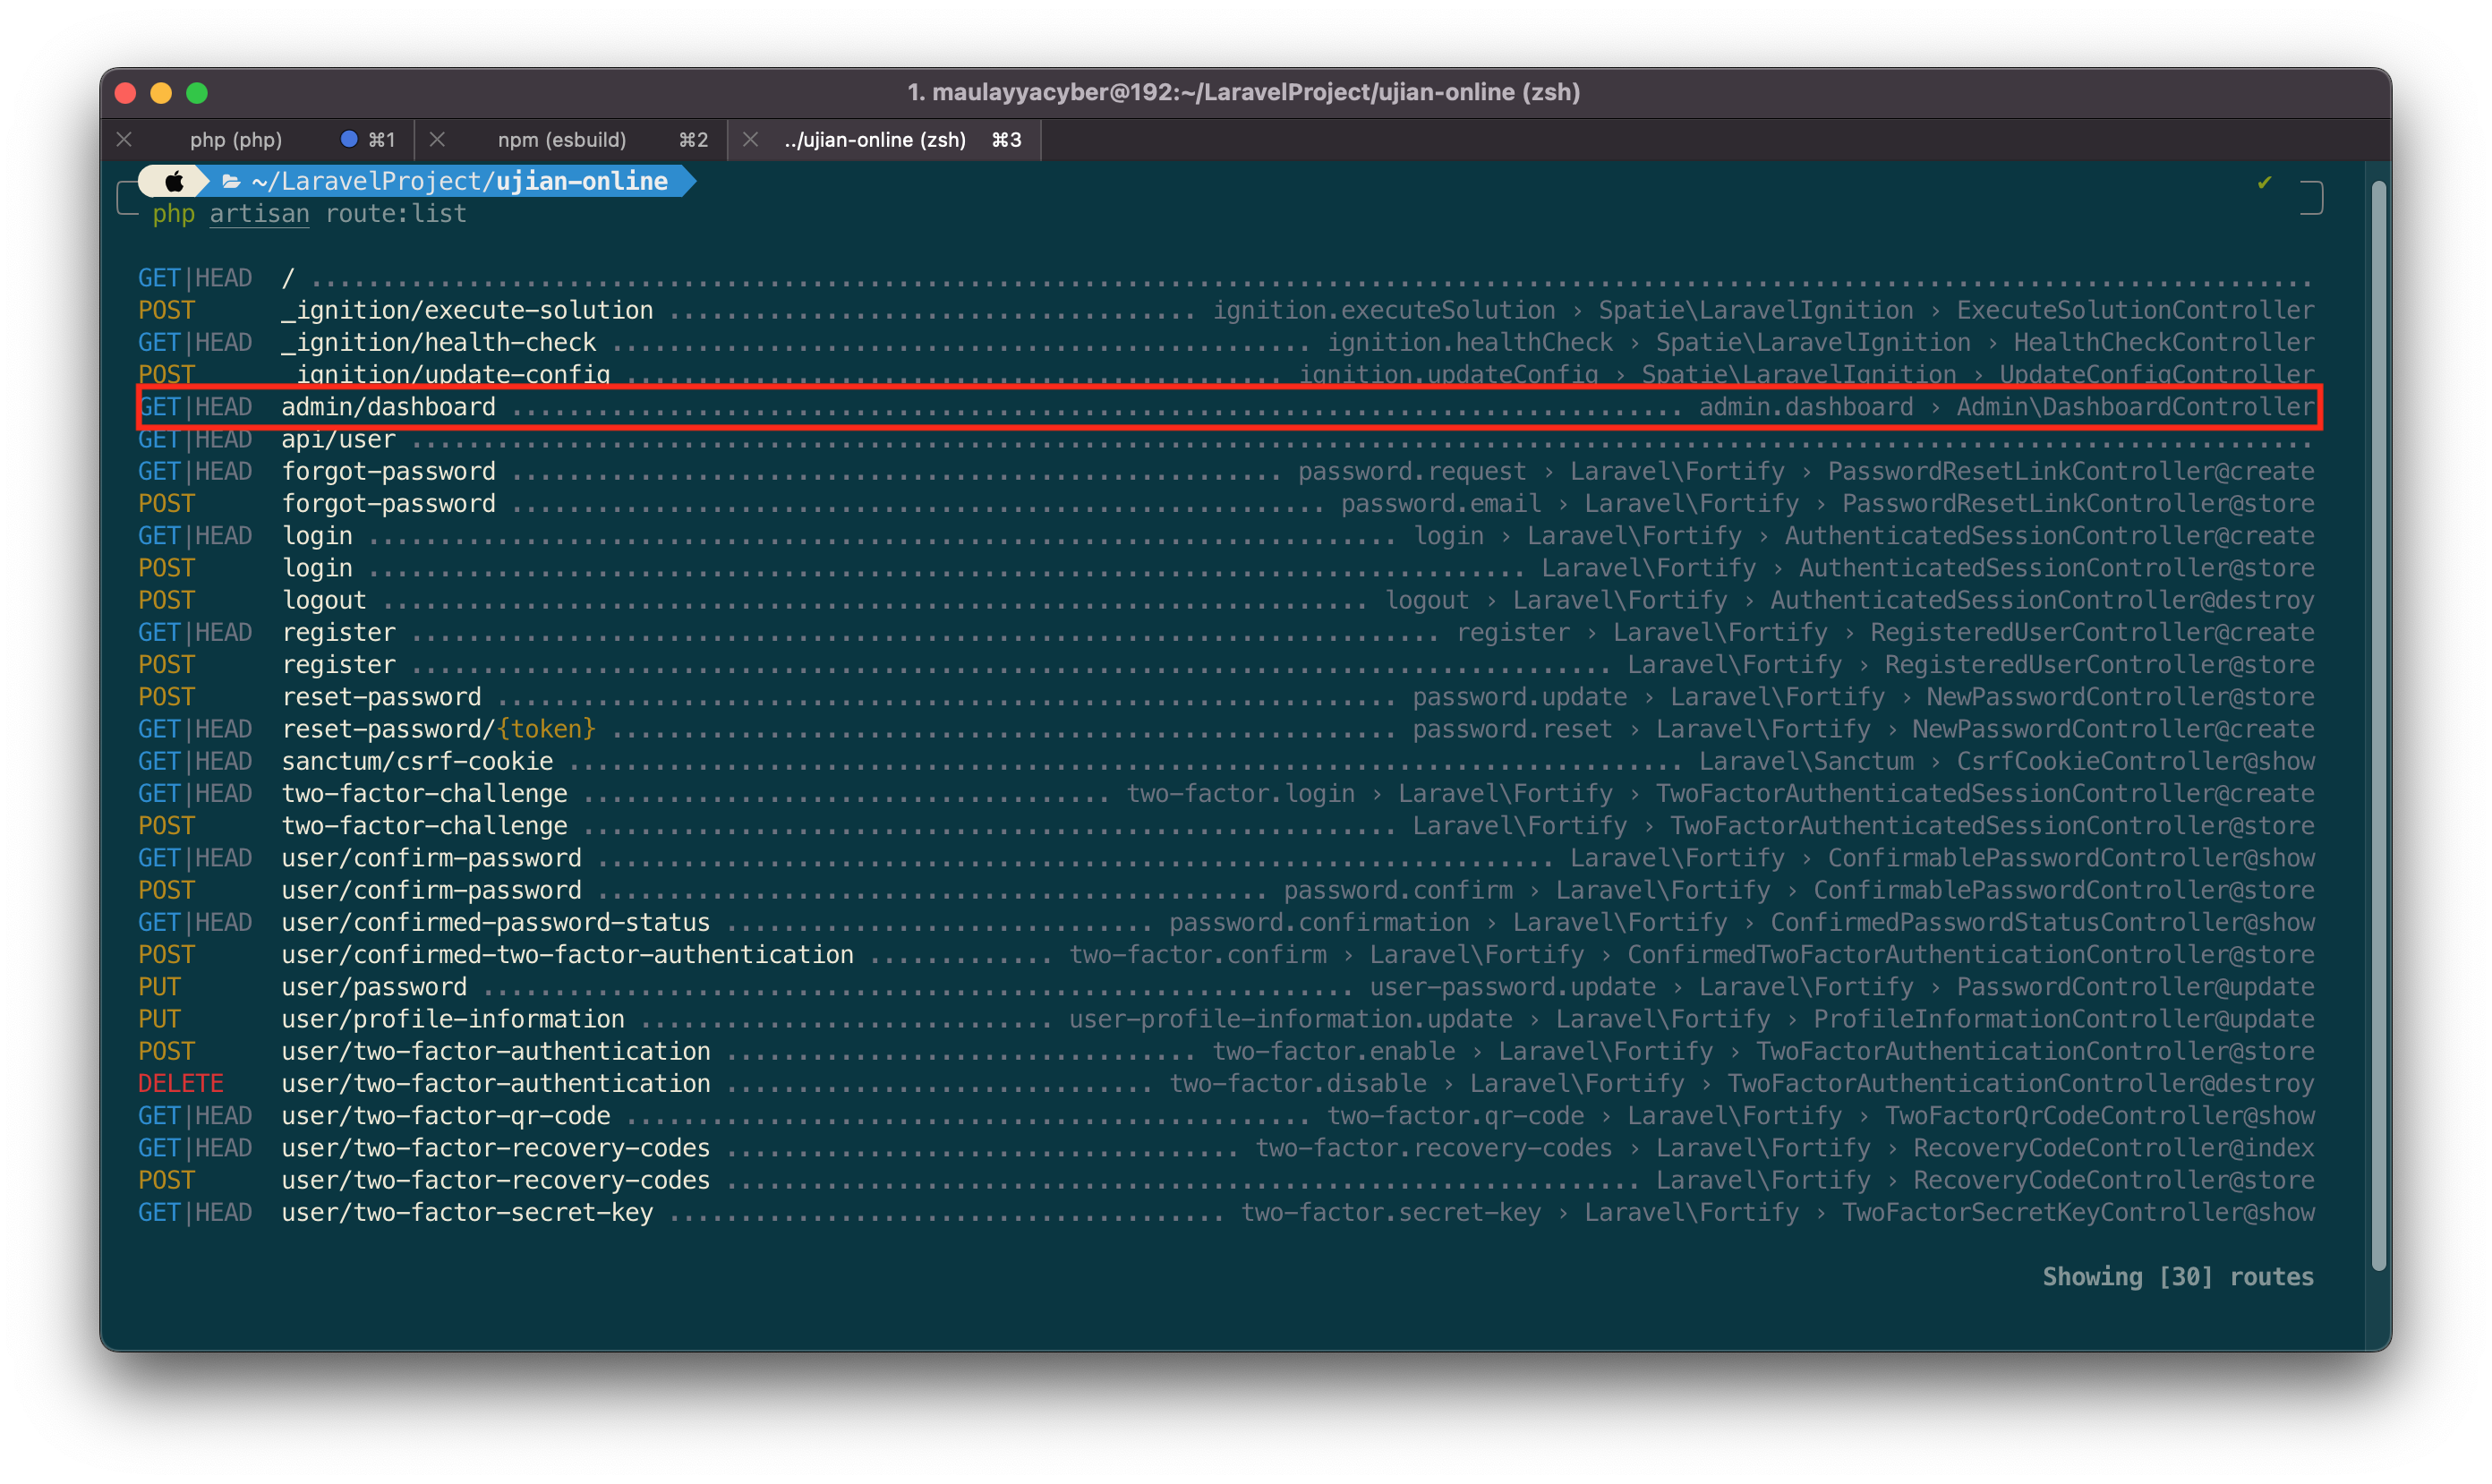 1. maulayyacyber@192:~/LaravelProject/ujian-online (zsh)
php (php) ⌘1 npm (esbuild) ⌘2 ../ujian-online (zsh) ⌘3
~/LaravelProject/ujian-online ✔
php artisan route:list
GET|HEAD / ........................................................................
POST _ignition/execute-solution ..................................... ignition.executeSolution › Spatie\LaravelIgnition › ExecuteSolutionController
GET|HEAD _ignition/health-check ................................................. ignition.healthCheck › Spatie\LaravelIgnition › HealthCheckController
POST _ignition/update-config .............................................. ignition.updateConfig › Spatie\LaravelIgnition › UpdateConfigController
GET|HEAD admin/dashboard ........................................................................ admin.dashboard › Admin\DashboardController
GET|HEAD api/user ........................................................................
GET|HEAD forgot-password ...................................................... password.request › Laravel\Fortify › PasswordResetLinkController@create
POST forgot-password ......................................................... password.email › Laravel\Fortify › PasswordResetLinkController@store
GET|HEAD login ........................................................................ login › Laravel\Fortify › AuthenticatedSessionController@create
POST login ........................................................................ Laravel\Fortify › AuthenticatedSessionController@store
POST logout ..................................................................... logout › Laravel\Fortify › AuthenticatedSessionController@destroy
GET|HEAD register ........................................................................ register › Laravel\Fortify › RegisteredUserController@create
POST register ........................................................................ Laravel\Fortify › RegisteredUserController@store
POST reset-password ............................................................... password.update › Laravel\Fortify › NewPasswordController@store
GET|HEAD reset-password/{token} ....................................................... password.reset › Laravel\Fortify › NewPasswordController@create
GET|HEAD sanctum/csrf-cookie ........................................................................ Laravel\Sanctum › CsrfCookieController@show
GET|HEAD two-factor-challenge ..................................... two-factor.login › Laravel\Fortify › TwoFactorAuthenticatedSessionController@create
POST two-factor-challenge ......................................................... Laravel\Fortify › TwoFactorAuthenticatedSessionController@store
GET|HEAD user/confirm-password ................................................................... Laravel\Fortify › ConfirmablePasswordController@show
POST user/confirm-password ............................................... password.confirm › Laravel\Fortify › ConfirmablePasswordController@store
GET|HEAD user/confirmed-password-status .............................. password.confirmation › Laravel\Fortify › ConfirmedPasswordStatusController@show
POST user/confirmed-two-factor-authentication ............. two-factor.confirm › Laravel\Fortify › ConfirmedTwoFactorAuthenticationController@store
PUT user/password ............................................................. user-password.update › Laravel\Fortify › PasswordController@update
PUT user/profile-information ............................. user-profile-information.update › Laravel\Fortify › ProfileInformationController@update
POST user/two-factor-authentication ................................. two-factor.enable › Laravel\Fortify › TwoFactorAuthenticationController@store
DELETE user/two-factor-authentication .............................. two-factor.disable › Laravel\Fortify › TwoFactorAuthenticationController@destroy
GET|HEAD user/two-factor-qr-code ................................................ two-factor.qr-code › Laravel\Fortify › TwoFactorQrCodeController@show
GET|HEAD user/two-factor-recovery-codes .................................... two-factor.recovery-codes › Laravel\Fortify › RecoveryCodeController@index
POST user/two-factor-recovery-codes ................................................................ Laravel\Fortify › RecoveryCodeController@store
GET|HEAD user/two-factor-secret-key ....................................... two-factor.secret-key › Laravel\Fortify › TwoFactorSecretKeyController@show
Showing [30] routes